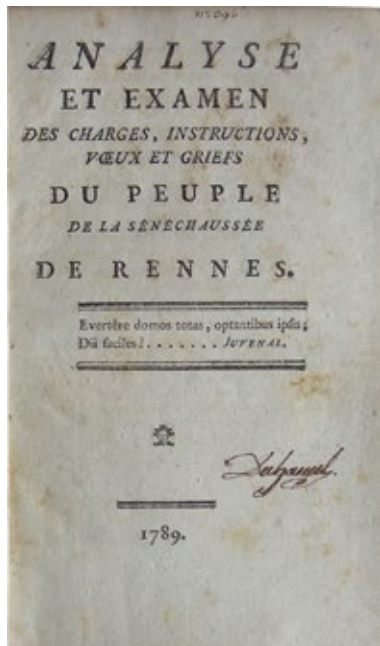 ANALYSE
ET EXAMEN
DES CHARGES, INSTRUCTIONS,
VŒUX ET GRIEFS
DU PEUPLE
DE LA SÉNÉCHAUSSÉE
DE RENNES.
Evertêre domos totas, optantibus ipsis,
Dii faciles!....... JUVENAL.
1789.